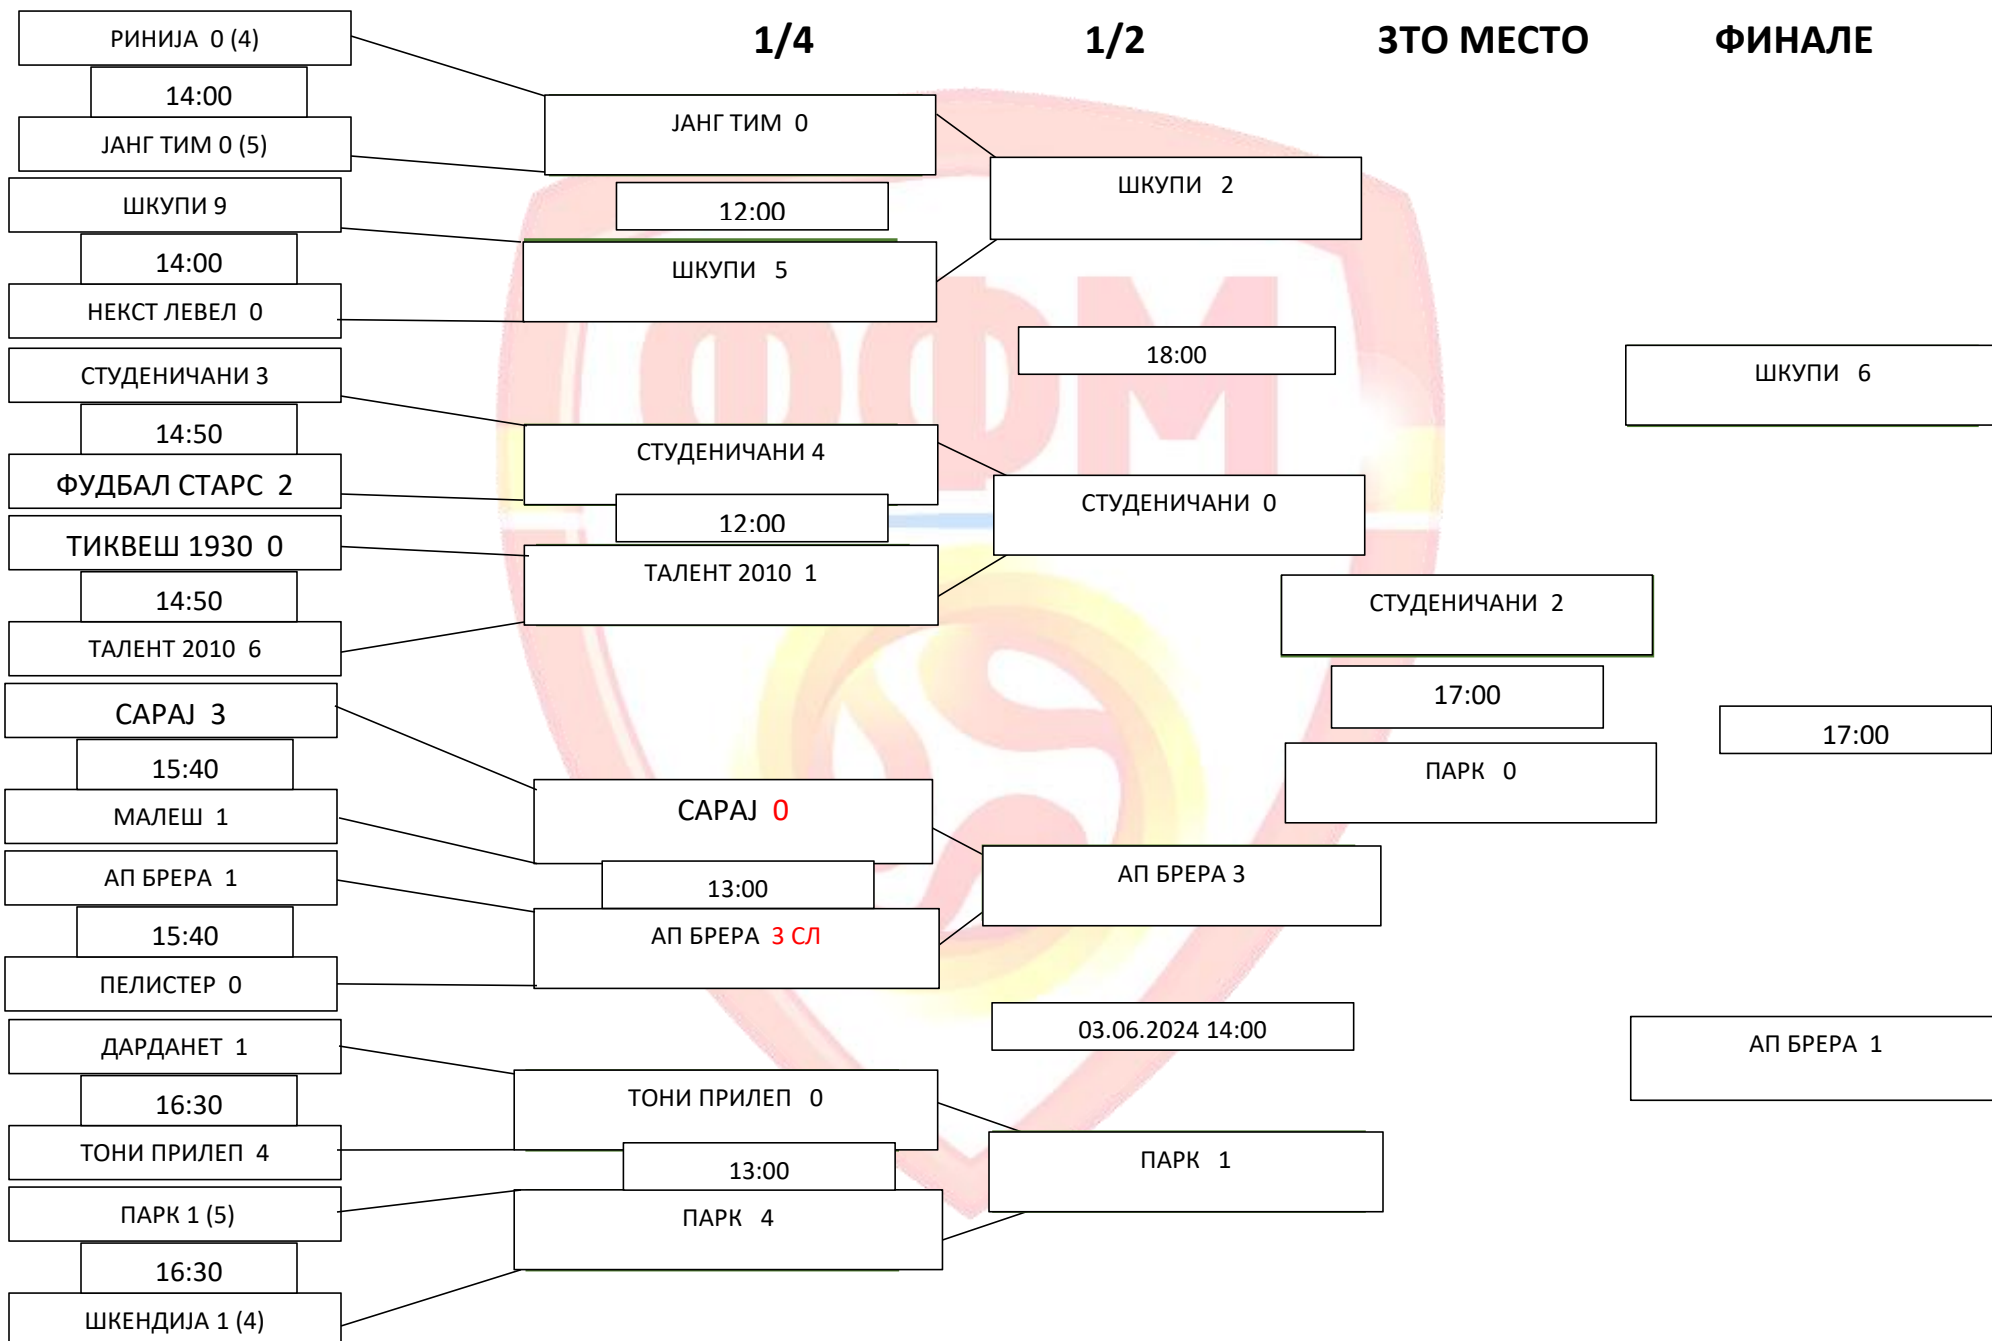 1/4
1/2
3ТО МЕСТО
ФИНАЛЕ
РИНИЈА 0 (4)
14:00
ЈАНГ ТИМ 0 (5)
ШКУПИ 9
14:00
НЕКСТ ЛЕВЕЛ 0
СТУДЕНИЧАНИ 3
14:50
ФУДБАЛ СТАРС 2
ТИКВЕШ 1930 0
14:50
ТАЛЕНТ 2010 6
САРАЈ 3
15:40
МАЛЕШ 1
АП БРЕРА 1
15:40
ПЕЛИСТЕР 0
ДАРДАНЕТ 1
16:30
ТОНИ ПРИЛЕП 4
ПАРК 1 (5)
16:30
ШКЕНДИЈА 1 (4)
ЈАНГ ТИМ 0
12:00
ШКУПИ 5
СТУДЕНИЧАНИ 4
12:00
ТАЛЕНТ 2010 1
САРАЈ 0
13:00
АП БРЕРА 3 СЛ
ТОНИ ПРИЛЕП 0
13:00
ПАРК 4
ШКУПИ 2
18:00
СТУДЕНИЧАНИ 0
АП БРЕРА 3
03.06.2024 14:00
ПАРК 1
СТУДЕНИЧАНИ 2
17:00
ПАРК 0
ШКУПИ 6
17:00
АП БРЕРА 1
ФФМ